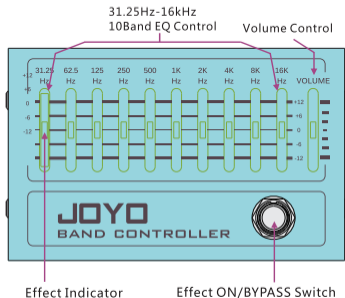 31.25Hz-16kHz
10Band EQ Control
Volume Control
+12
+6
0
-6
-12
31.25 62.5 125 250 500 1K 2K 4K 8K 16K VOLUME
Hz Hz Hz Hz Hz Hz Hz Hz Hz Hz
+12
+6
0
-6
-12
JOYO
BAND CONTROLLER
Effect Indicator
Effect ON/BYPASS Switch